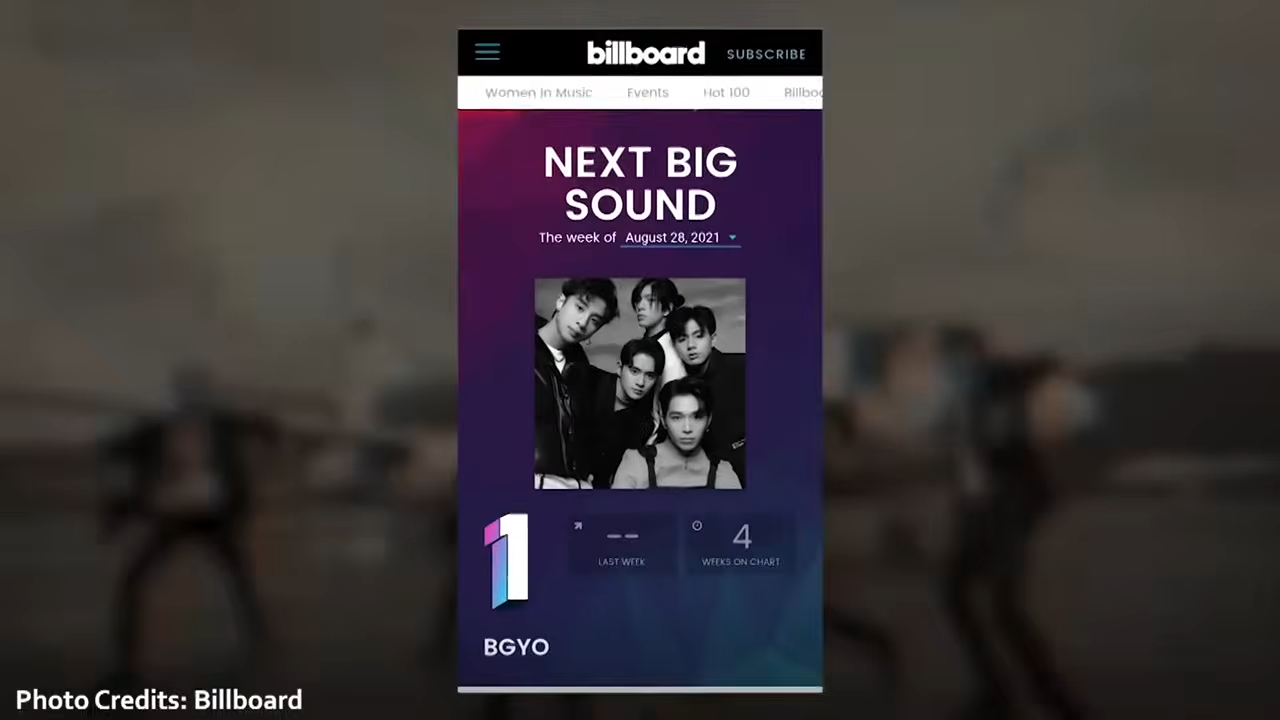 billboard SUBSCRIBE
Women In Music Events Hot 100 Billboa
NEXT BIG
SOUND
The week of August 28, 2021
1
--
LAST WEEK
4
WEEKS ON CHART
BGYO
Photo Credits: Billboard